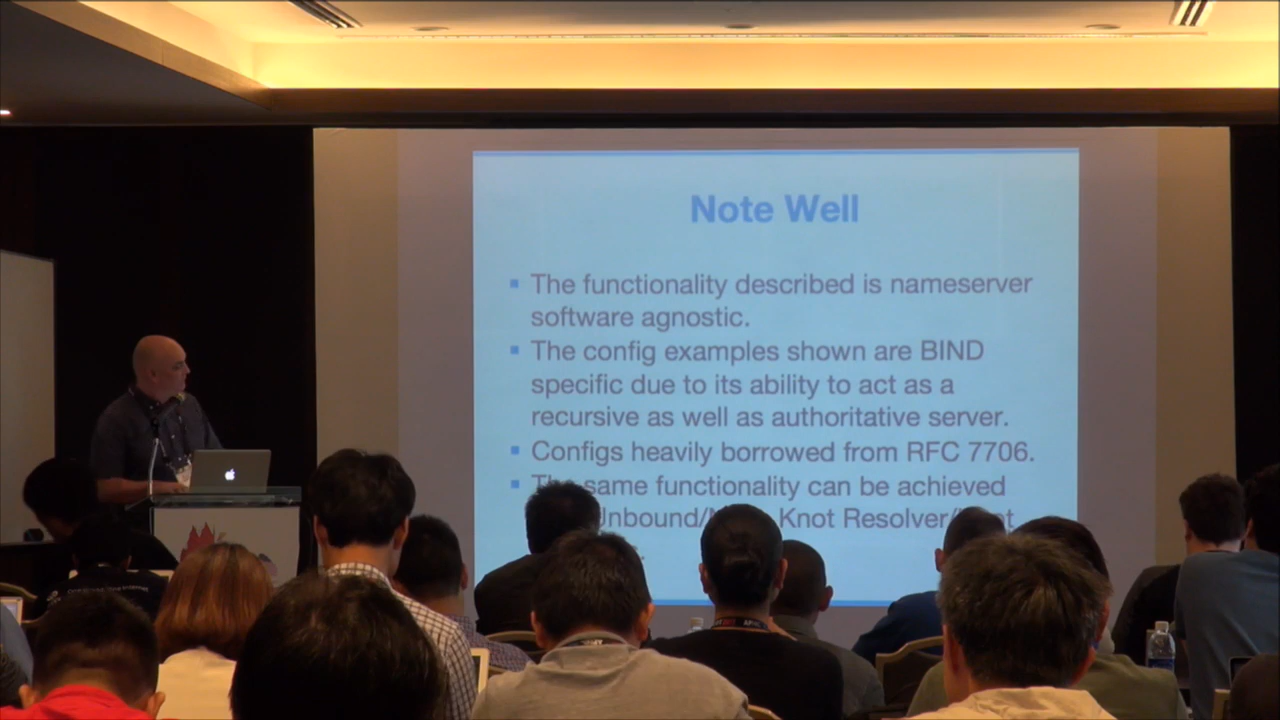 Note Well
▪ The functionality described is nameserver
software agnostic.
▪ The config examples shown are BIND
specific due to its ability to act as a
recursive as well as authoritative server.
▪ Configs heavily borrowed from RFC 7706.
▪ The same functionality can be achieved
Unbound/ Knot Resolver/